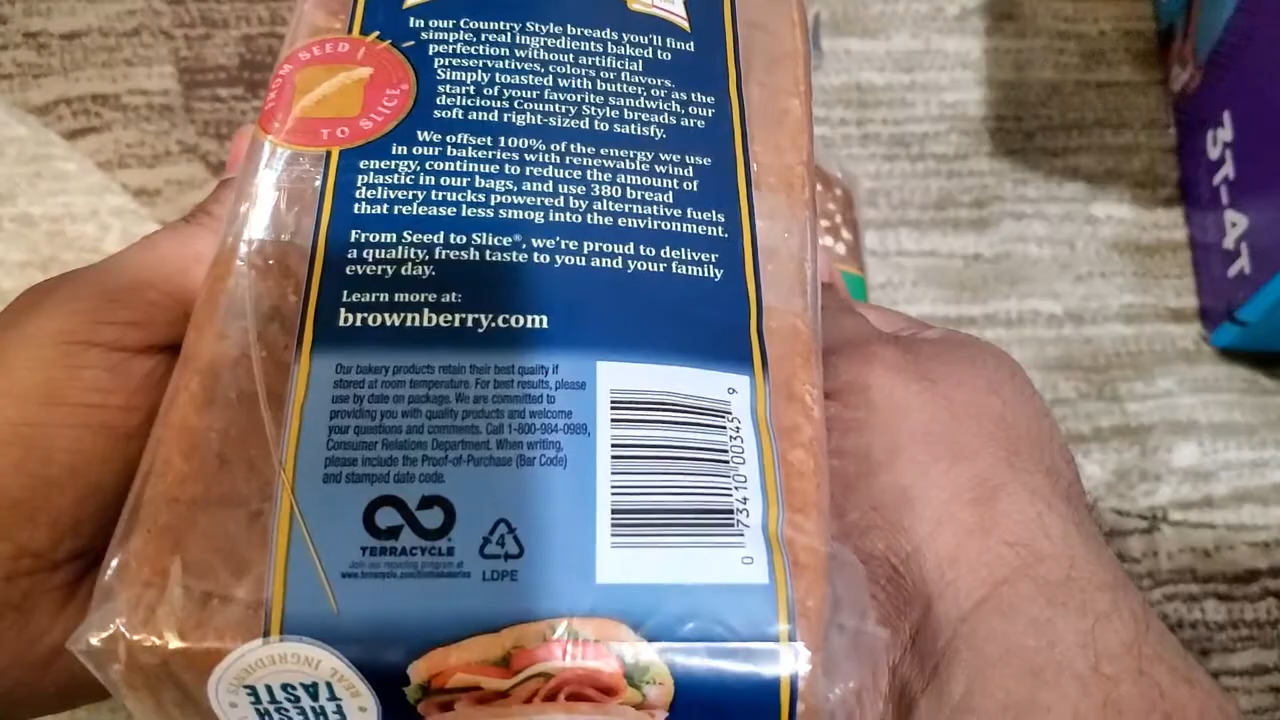 In our Country Style breads you'll find
simple, real ingredients baked to
perfection without artificial
preservatives, colors or flavors.
Simply toasted with butter, or as the
start of your favorite sandwich, our
delicious Country Style breads are
soft and right-sized to satisfy.
FROM SEED
TO SLICE
We offset 100% of the energy we use
in our bakeries with renewable wind
energy, continue to reduce the amount of
plastic in our bags, and use 380 bread
delivery trucks powered by alternative fuels
that release less smog into the environment.
From Seed to Slice®, we're proud to deliver
a quality, fresh taste to you and your family
every day.
Learn more at:
brownberry.com
Our bakery products retain their best quality if
stored at room temperature. For best results, please
use by date on package. We are committed to
providing you with quality products and welcome
your questions and comments. Call 1-800-984-0989,
Consumer Relations Department. When writing,
please include the Proof-of-Purchase (Bar Code)
and stamped date code.
TERRACYCLE
Join our recycling program at
4
LDPE
0 73410 00345 9
REAL INGREDIENTS
FRESH
TASTE
3T-4T